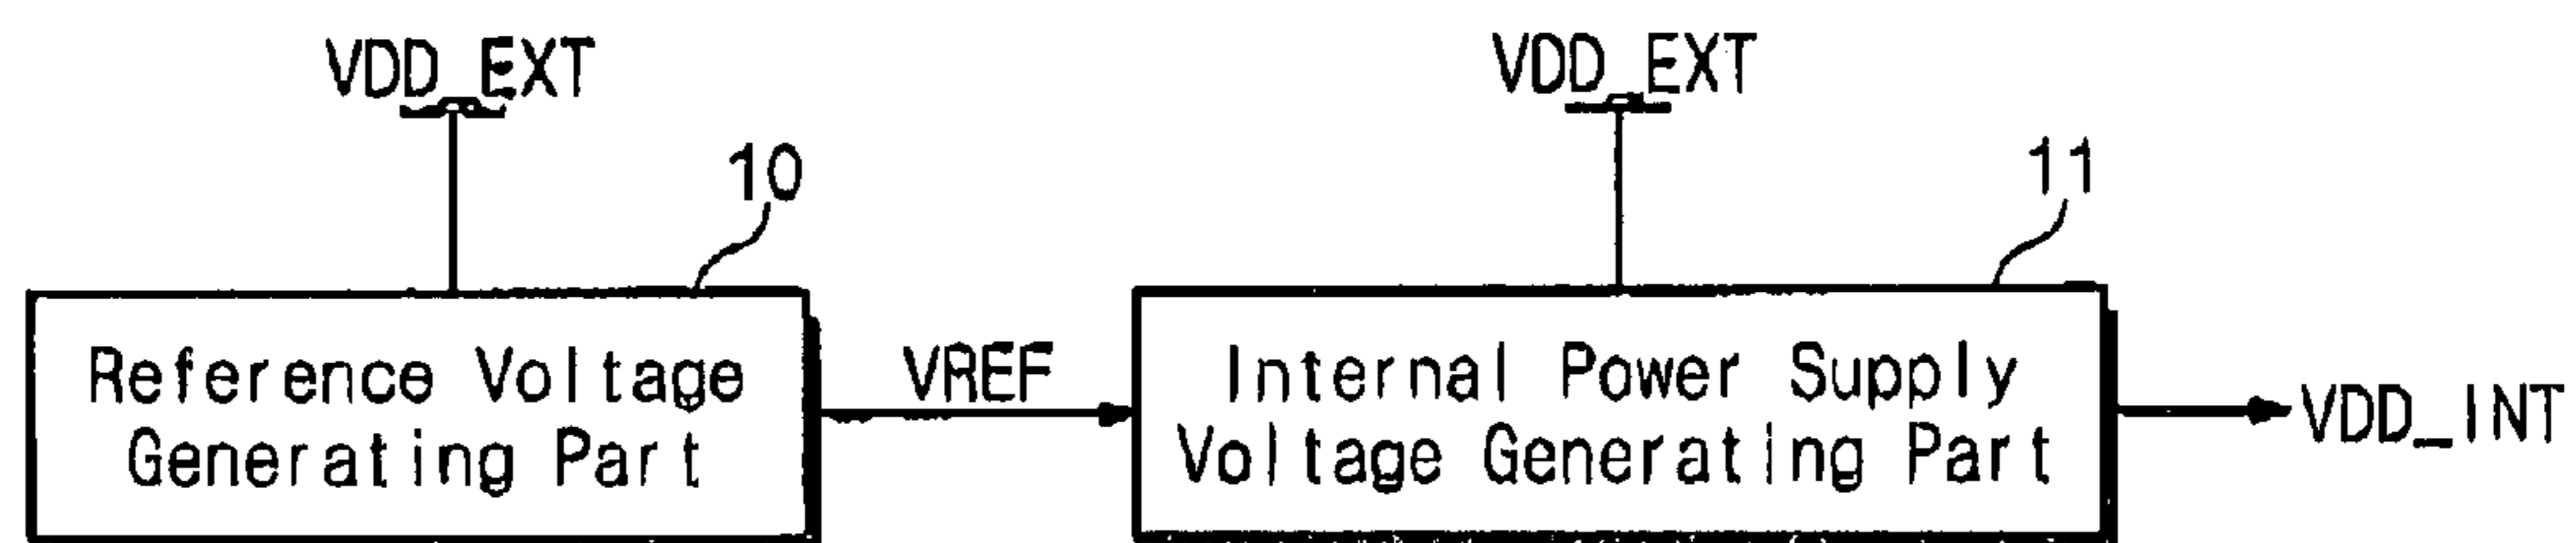 VDD_EXT
VDD_EXT
10
11
Reference Voltage
Generating Part
VREF
Internal Power Supply
Voltage Generating Part
VDD_INT